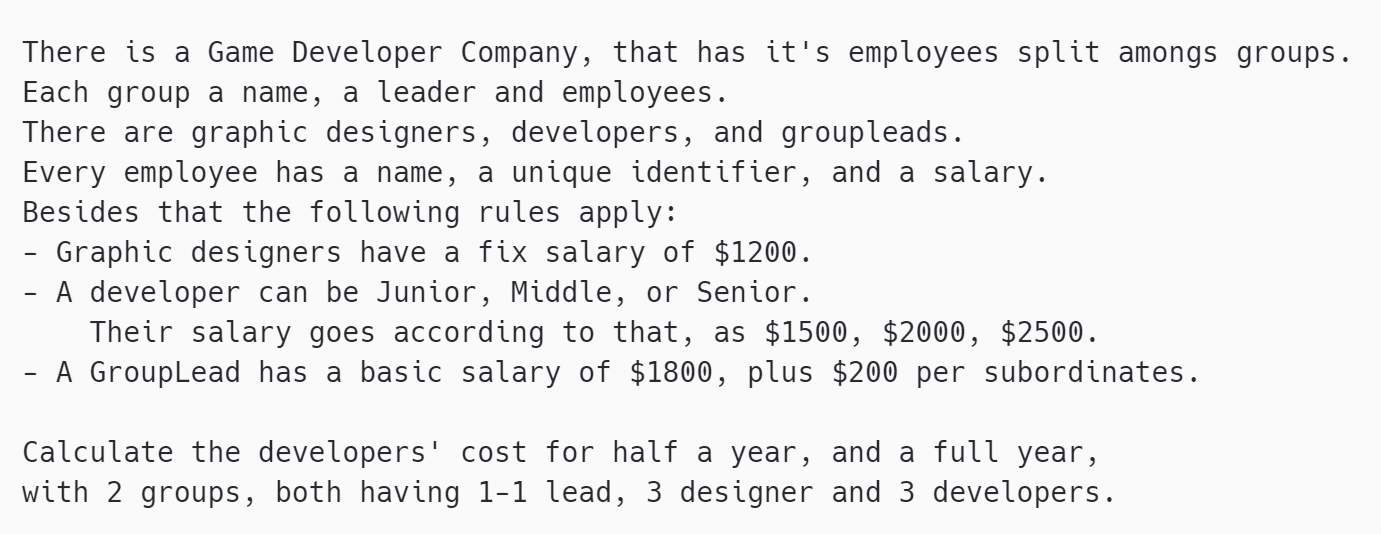 There is a Game Developer Company, that has it's employees split amongs groups.
Each group a name, a leader and employees.
There are graphic designers, developers, and groupleads.
Every employee has a name, a unique identifier, and a salary.
Besides that the following rules apply:
- Graphic designers have a fix salary of $1200.
- A developer can be Junior, Middle, or Senior.
Their salary goes according to that, as $1500, $2000, $2500.
- A GroupLead has a basic salary of $1800, plus $200 per subordinates.
Calculate the developers' cost for half a year, and a full year,
with 2 groups, both having 1-1 lead, 3 designer and 3 developers.